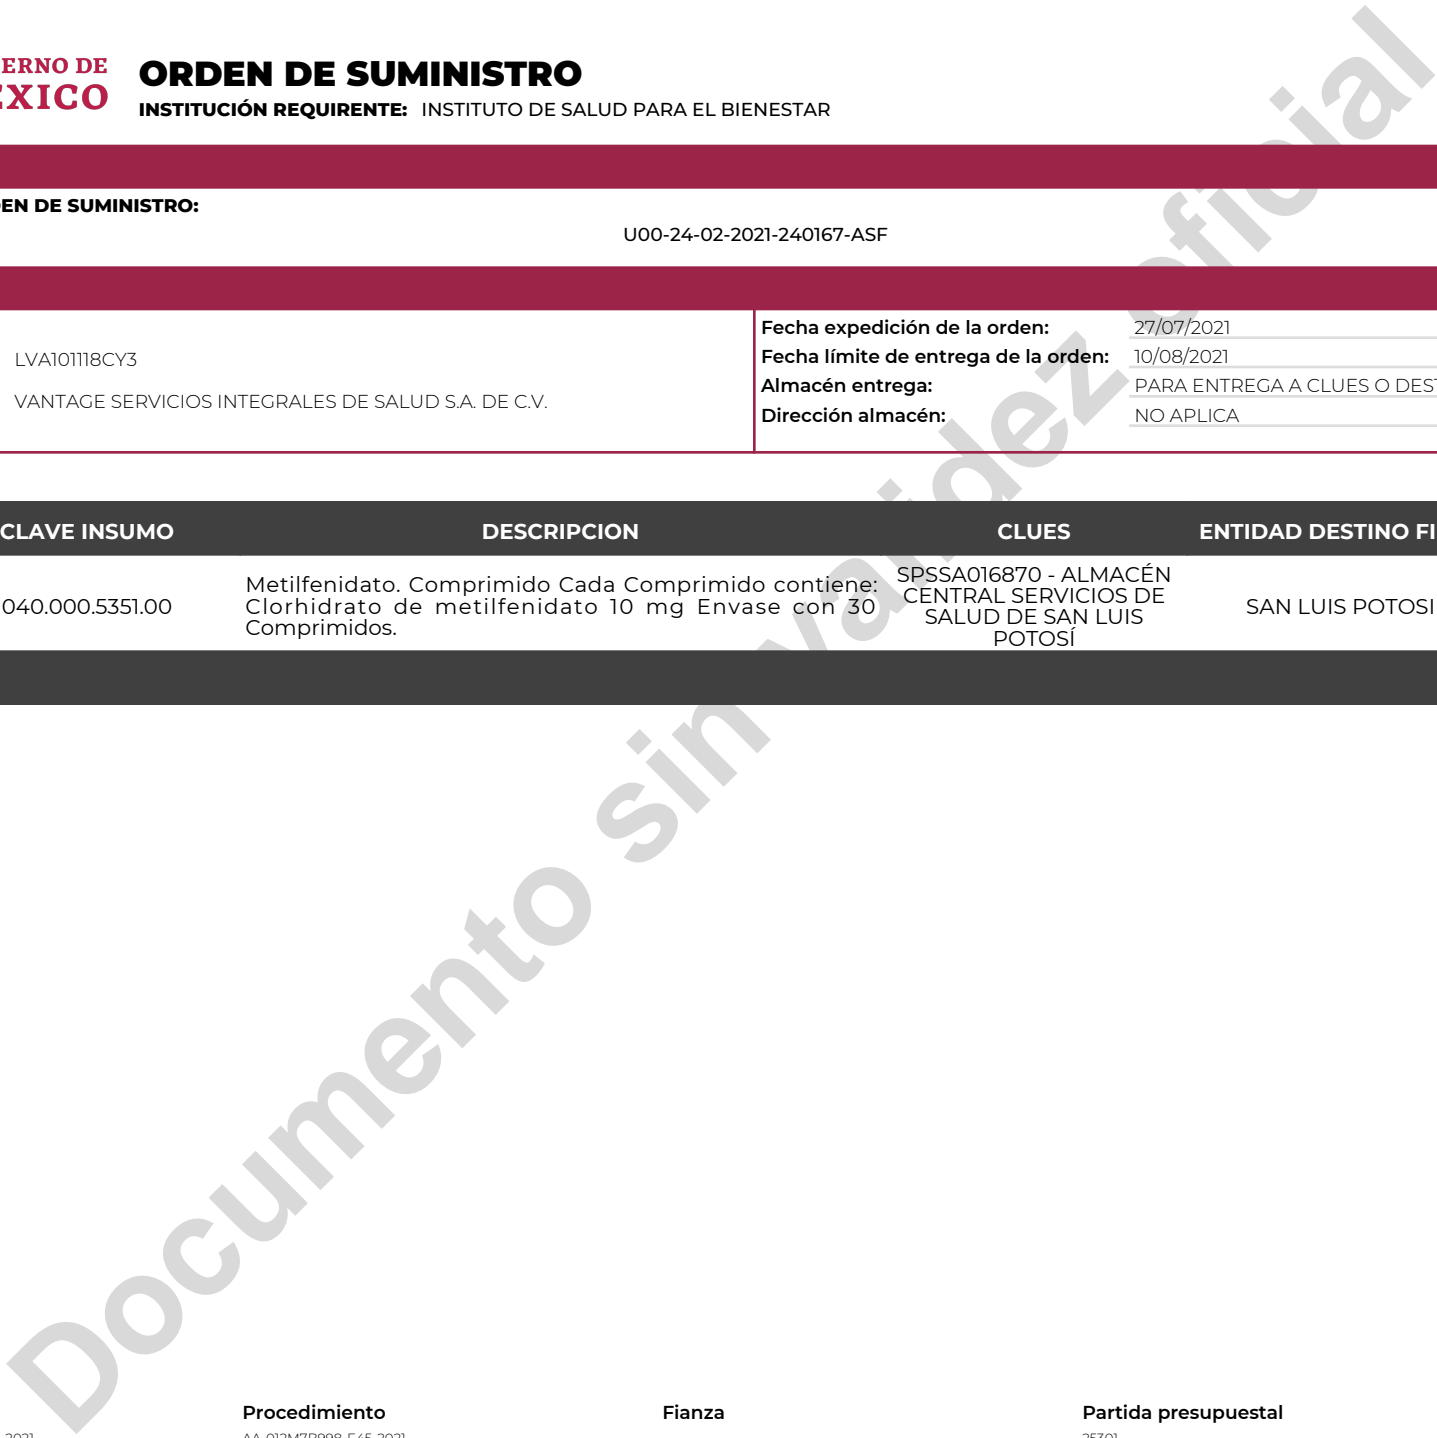 ERNO DE
ÉXICO
ORDEN DE SUMINISTRO
INSTITUCIÓN REQUIRENTE: INSTITUTO DE SALUD PARA EL BIENESTAR
EN DE SUMINISTRO:
U00-24-02-2021-240167-ASF
LVA101118CY3
VANTAGE SERVICIOS INTEGRALES DE SALUD S.A. DE C.V.
Fecha expedición de la orden: 27/07/2021
Fecha límite de entrega de la orden: 10/08/2021
Almacén entrega: PARA ENTREGA A CLUES O DEST
Dirección almacén: NO APLICA
CLAVE INSUMO DESCRIPCION CLUES ENTIDAD DESTINO FI
040.000.5351.00
Metilfenidato. Comprimido Cada Comprimido contiene:
Clorhidrato de metilfenidato 10 mg Envase con 30
Comprimidos.
SPSSA016870 - ALMACÉN
CENTRAL SERVICIOS DE
SALUD DE SAN LUIS
POTOSÍ
SAN LUIS POTOSI
Documento sin validez oficial
Procedimiento Fianza Partida presupuestal